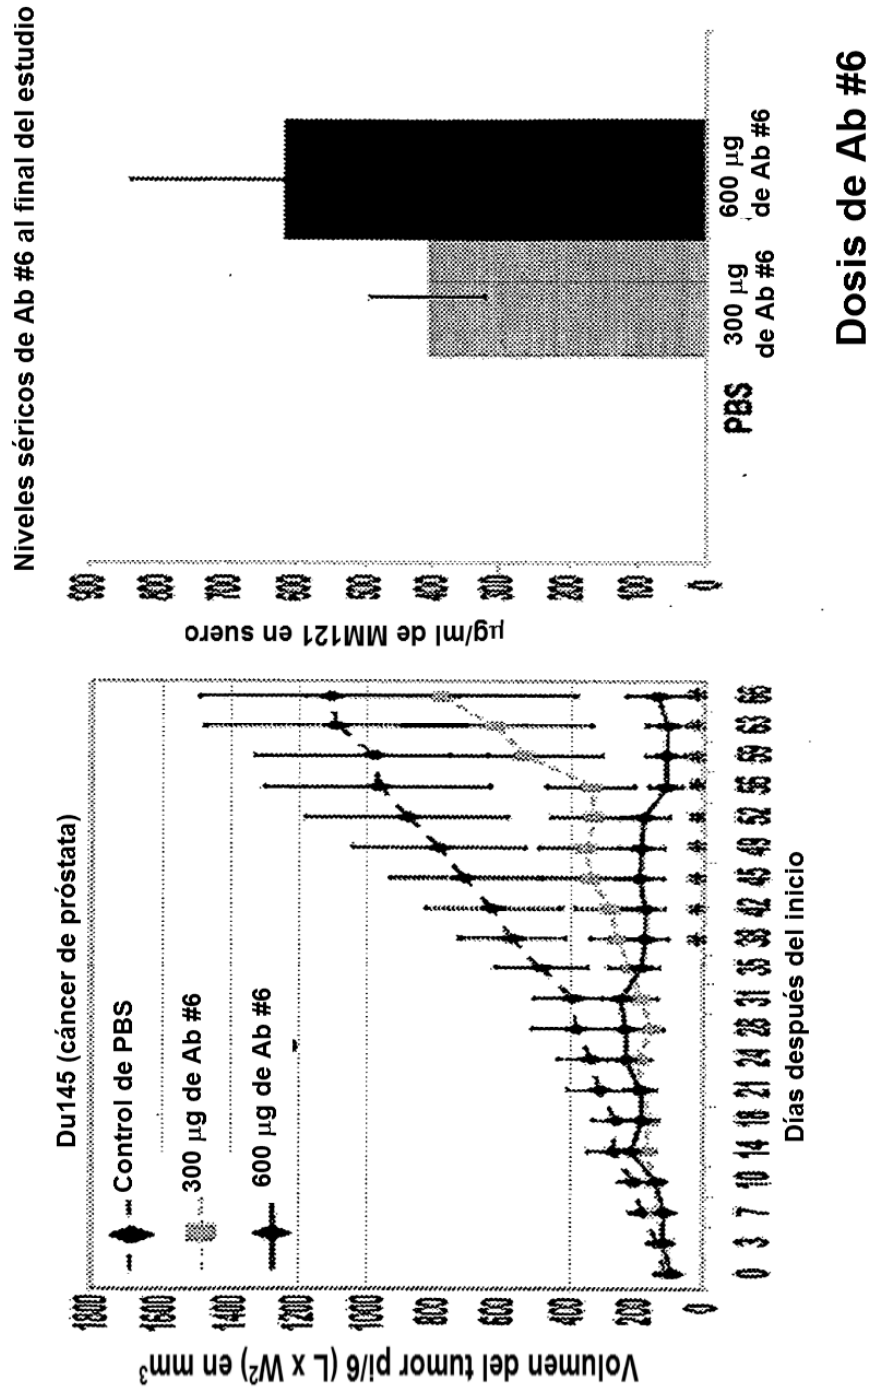 Du145 (cáncer de próstata)
Control de PBS
300 µg de Ab #6
600 µg de Ab #6
Volumen del tumor pi/6 (L x W²) en mm³
1800
1600
1400
1200
1000
800
600
400
200
0
0 3 7 10 14 18 21 24 28 31 35 38 42 45 49 52 56 59 63 66
Días después del inicio
Niveles séricos de Ab #6 al final del estudio
µg/ml de MM121 en suero
900
800
700
600
500
400
300
200
100
0
PBS
300 µg
de Ab #6
600 µg
de Ab #6
Dosis de Ab #6